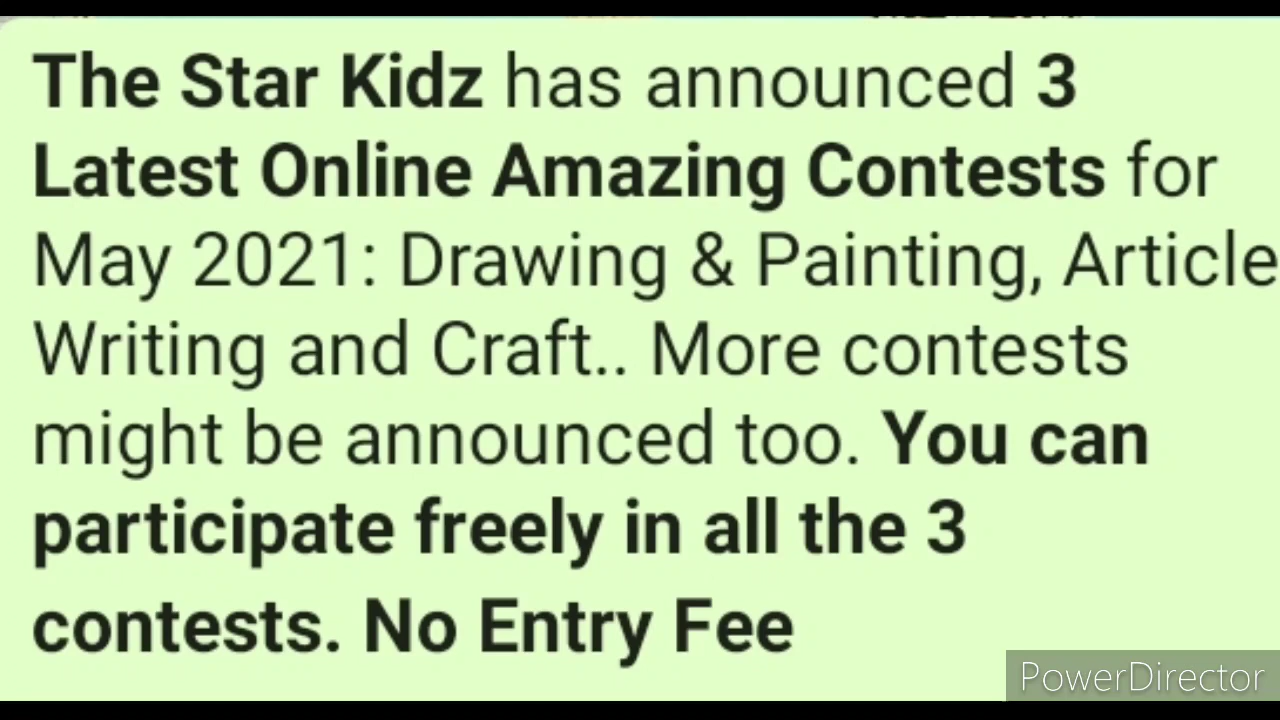 The Star Kidz has announced 3
Latest Online Amazing Contests for
May 2021: Drawing & Painting, Article
Writing and Craft.. More contests
might be announced too. You can
participate freely in all the 3
contests. No Entry Fee
PowerDirector